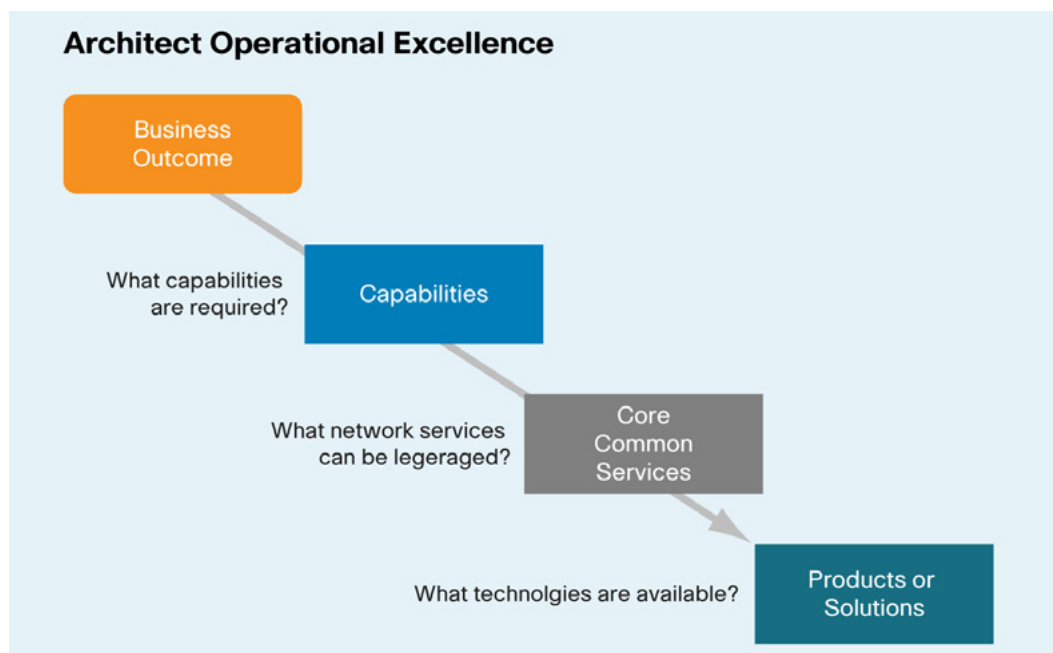 Architect Operational Excellence
Business
Outcome
What capabilities
are required?
Capabilities
What network services
can be legeraged?
Core
Common
Services
What technolgies are available?
Products or
Solutions